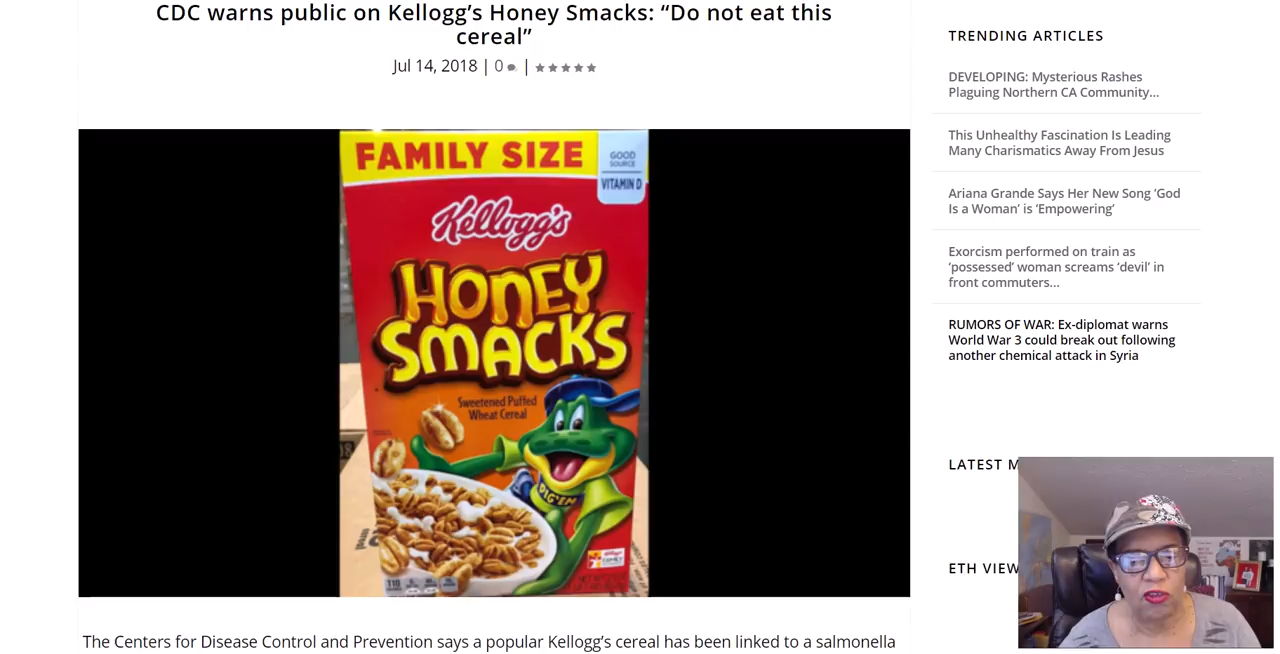 CDC warns public on Kellogg’s Honey Smacks: “Do not eat this
cereal”
Jul 14, 2018 | 0 |
FAMILY SIZE
GOOD
SOURCE
VITAMIN D
Kellogg's
HONEY
SMACKS
Sweetened Puffed
Wheat Cereal
DIG'EM
110
The Centers for Disease Control and Prevention says a popular Kellogg’s cereal has been linked to a salmonella
TRENDING ARTICLES
DEVELOPING: Mysterious Rashes
Plaguing Northern CA Community...
This Unhealthy Fascination Is Leading
Many Charismatics Away From Jesus
Ariana Grande Says Her New Song ‘God
Is a Woman’ is ‘Empowering’
Exorcism performed on train as
‘possessed’ woman screams ‘devil’ in
front commuters...
RUMORS OF WAR: Ex-diplomat warns
World War 3 could break out following
another chemical attack in Syria
LATEST M
ETH VIEW